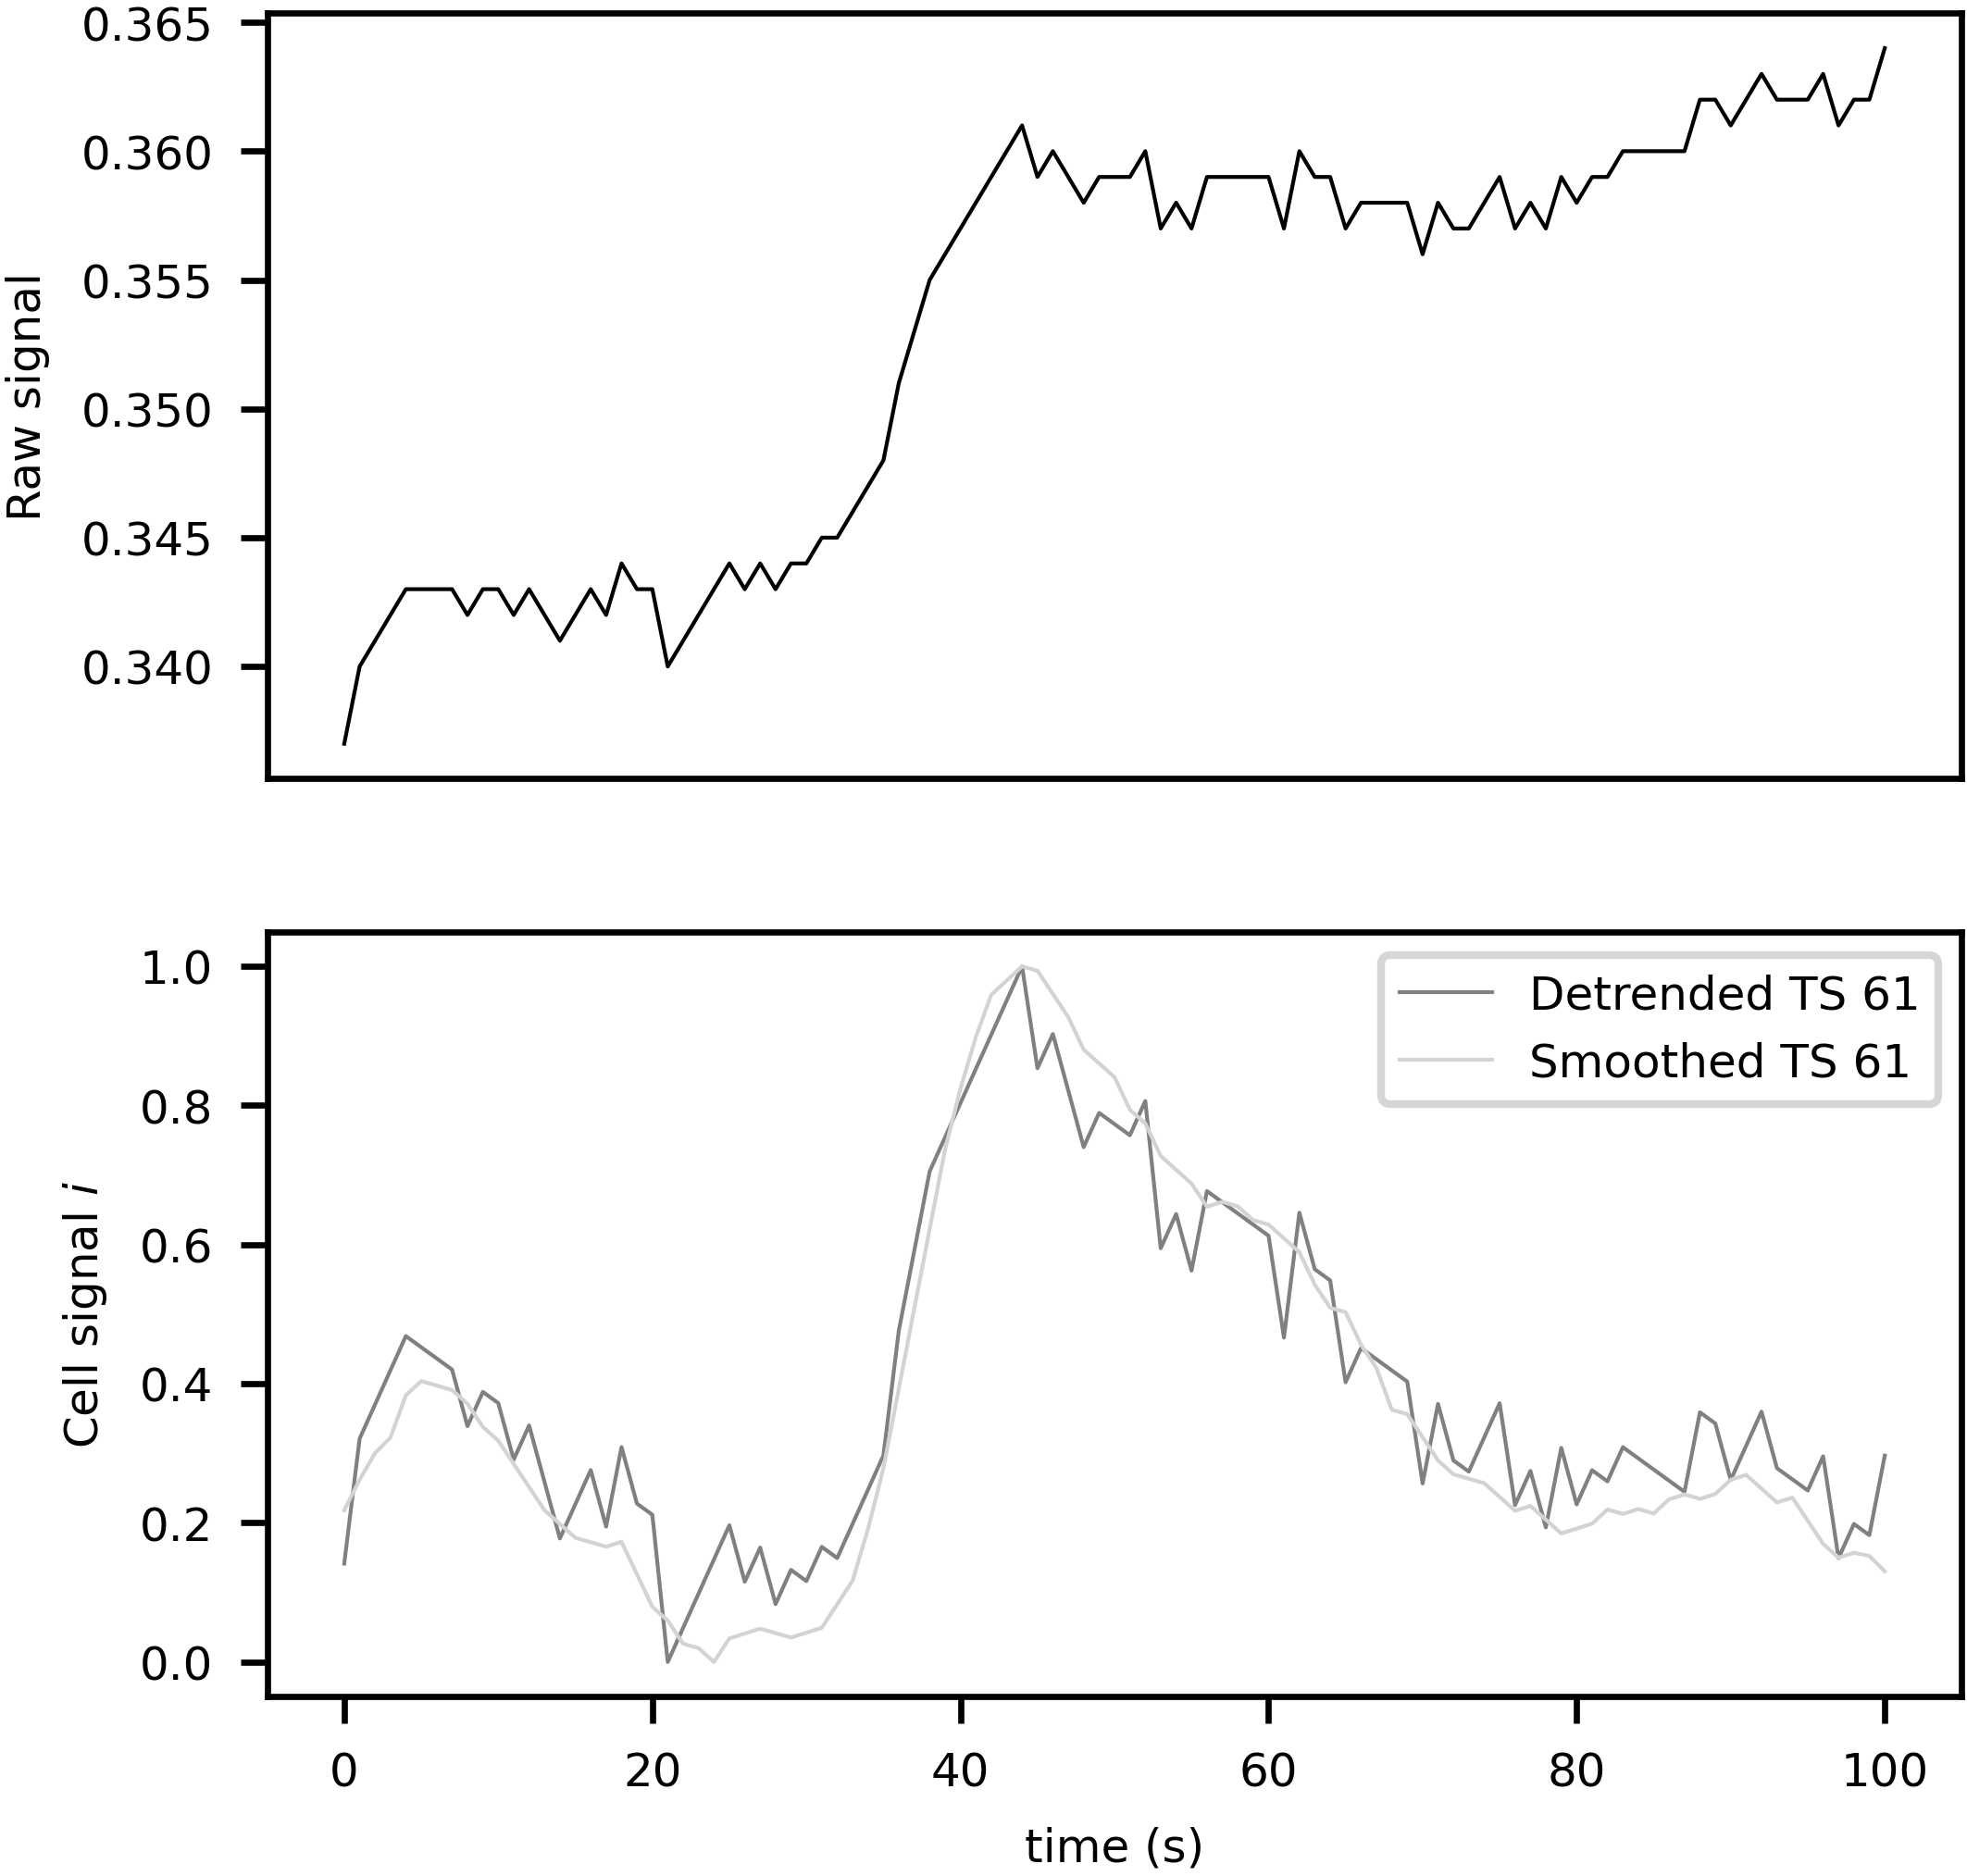 0.365
0.360
0.355
0.350
0.345
0.340
Raw signal
1.0
0.8
0.6
0.4
0.2
0.0
Cell signal i
Detrended TS 61
Smoothed TS 61
0 20 40 60 80 100
time (s)